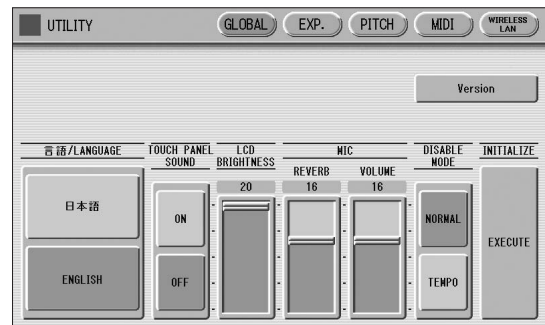 UTILITY
GLOBAL
EXP.
PITCH
MIDI
WIRELESS
LAN
Version
言語/LANGUAGE
TOUCH PANEL
SOUND
LCD
BRIGHTNESS
MIC
DISABLE
MODE
INITIALIZE
REVERB
VOLUME
20
16
16
日本語
ON
NORMAL
EXECUTE
ENGLISH
OFF
TEMPO